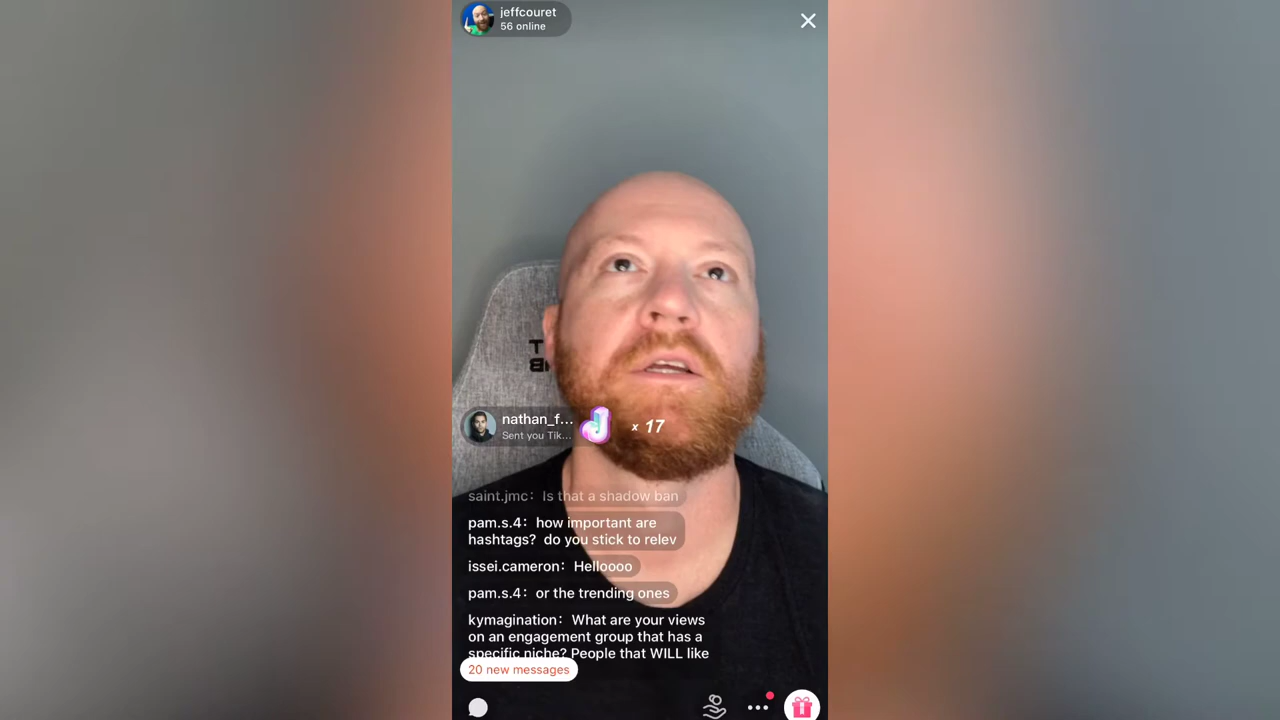 jeffcouret
56 online
nathan_f...
Sent you Tik...
x 17
saint.jmc: Is that a shadow ban
pam.s.4: how important are
hashtags? do you stick to relev
issei.cameron: Helloooo
pam.s.4: or the trending ones
kymagination: What are your views
on an engagement group that has a
specific niche? People that WILL like
20 new messages